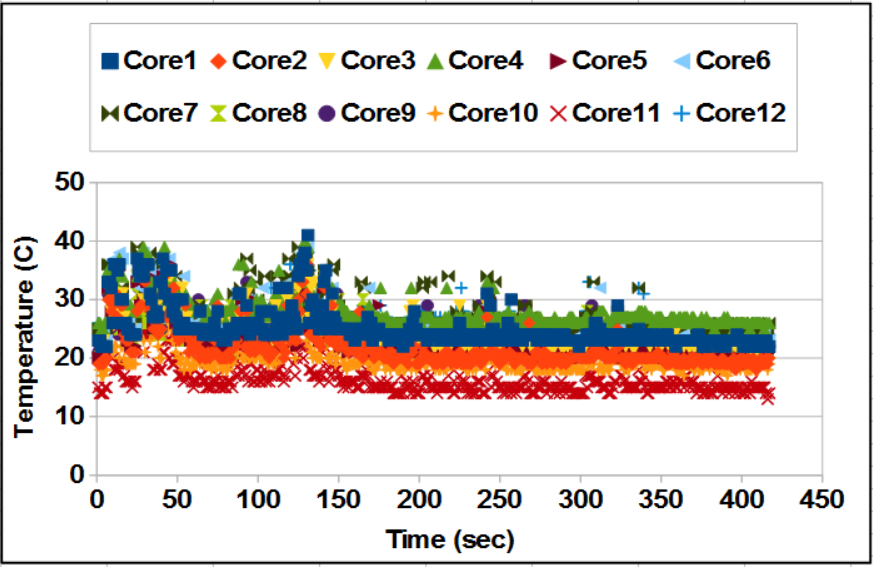 Core1 Core2 Core3 Core4 Core5 Core6
Core7 Core8 Core9 Core10 Core11 Core12
50
40
30
20
10
0
Temperature (C)
0 50 100 150 200 250 300 350 400 450
Time (sec)